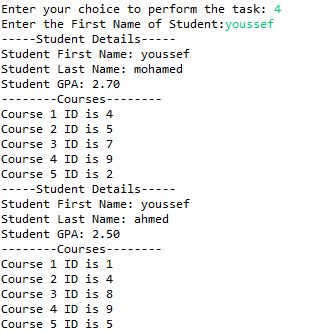 Enter your choice to perform the task: 4
Enter the First Name of Student:youssef
-----Student Details-----
Student First Name: youssef
Student Last Name: mohamed
Student GPA: 2.70
--------Courses--------
Course 1 ID is 4
Course 2 ID is 5
Course 3 ID is 7
Course 4 ID is 9
Course 5 ID is 2
-----Student Details-----
Student First Name: youssef
Student Last Name: ahmed
Student GPA: 2.50
--------Courses--------
Course 1 ID is 1
Course 2 ID is 4
Course 3 ID is 8
Course 4 ID is 9
Course 5 ID is 5